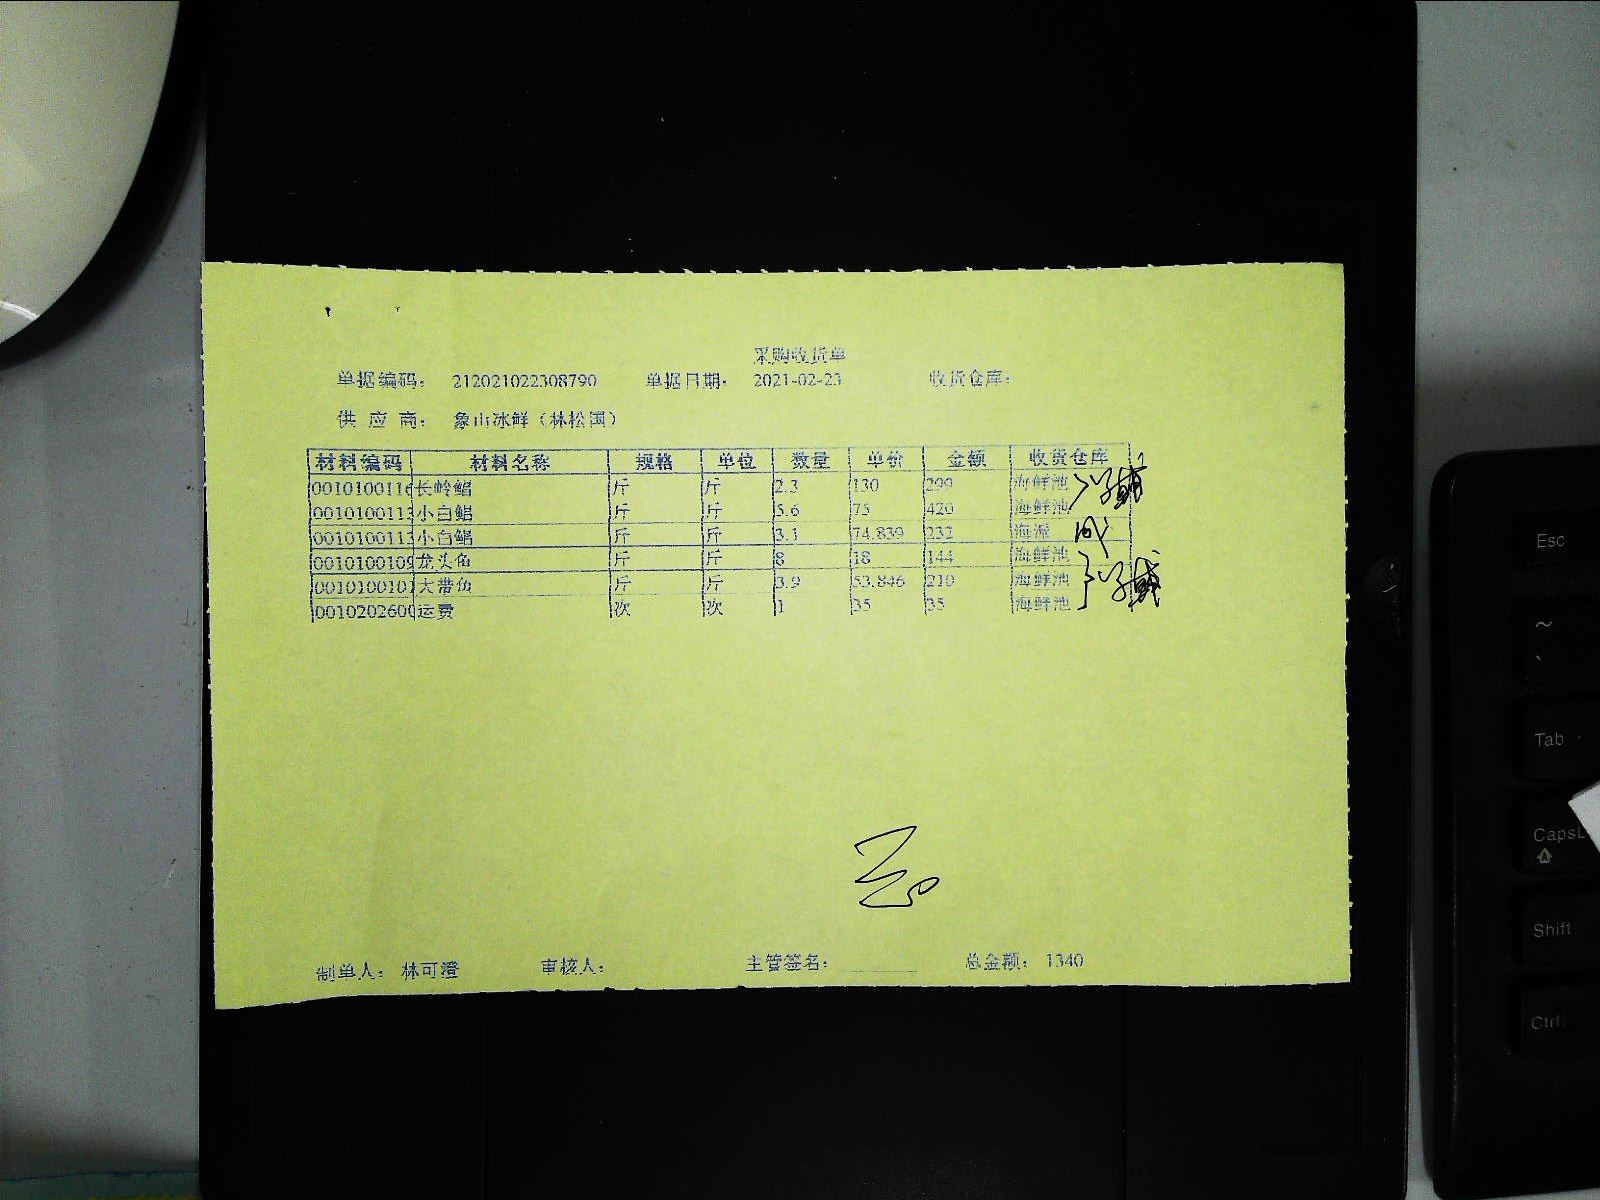 采购收货单
单据编码： 212021022308790 单据日期： 2021-02-23 收货仓库：
供 应 商： 象山冰鲜（林松国）
材料编码 材料名称 规格 单位 数量 单价 金额 收货仓库
0010100116 长岭鲳 斤 斤 2.3 130 299 海鲜池
0010100113 小白鲳 斤 斤 5.6 75 420 海鲜池
0010100113 小白鲳 斤 斤 3.1 74.839 232 海派
0010100109 龙头鱼 斤 斤 8 18 144 海鲜池
0010100101 大带鱼 斤 斤 3.9 53.846 210 海鲜池
0010202600 运费 次 次 1 35 35 海鲜池
制单人： 林可澄 审核人： 主管签名： 总金额： 1340
Esc
~
`
Tab
CapsL
Shift
Ctrl